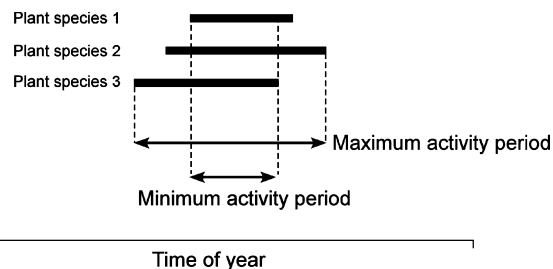 Plant species 1
Plant species 2
Plant species 3
Maximum activity period
Minimum activity period
Time of year